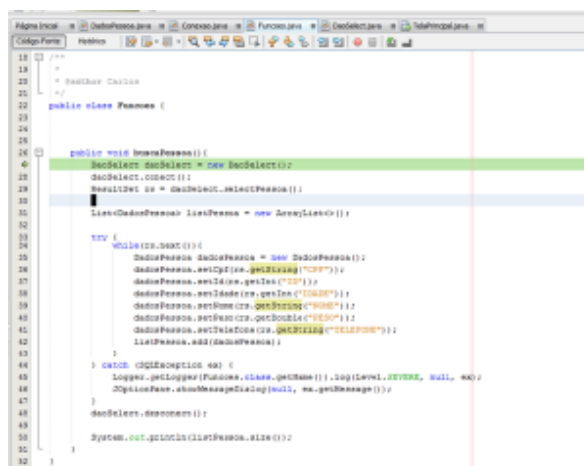 Página Inicial DadosPessoa.java Conexao.java Funcoes.java DaoSelect.java TelaPrincipal.java
Código-Fonte Histórico
18 /**
19 *
20 * @author Carlos
21 */
22 public class Funcoes {
23
24
25
26 public void buscaPessoa(){
DaoSelect daoSelect = new DaoSelect();
28 daoSelect.conect();
29 ResultSet rs = daoSelect.selectPessoa();
30
31 List<DadosPessoa> listPessoa = new ArrayList<>();
32
33 try {
34 while(rs.next()){
35 DadosPessoa dadosPessoa = new DadosPessoa();
36 dadosPessoa.setCpf(rs.getString("CPF"));
37 dadosPessoa.setId(rs.getInt("ID"));
38 dadosPessoa.setIdade(rs.getInt("IDADE"));
39 dadosPessoa.setNome(rs.getString("NOME"));
40 dadosPessoa.setPeso(rs.getDouble("PESO"));
41 dadosPessoa.setTelefone(rs.getString("TELEFONE"));
42 listPessoa.add(dadosPessoa);
43 }
44 } catch (SQLException ex) {
45 Logger.getLogger(Funcoes.class.getName()).log(Level.SEVERE, null, ex);
46 JOptionPane.showMessageDialog(null, ex.getMessage());
47 }
48 daoSelect.desconect();
49
50 System.out.println(listPessoa.size());
51 }
52 }